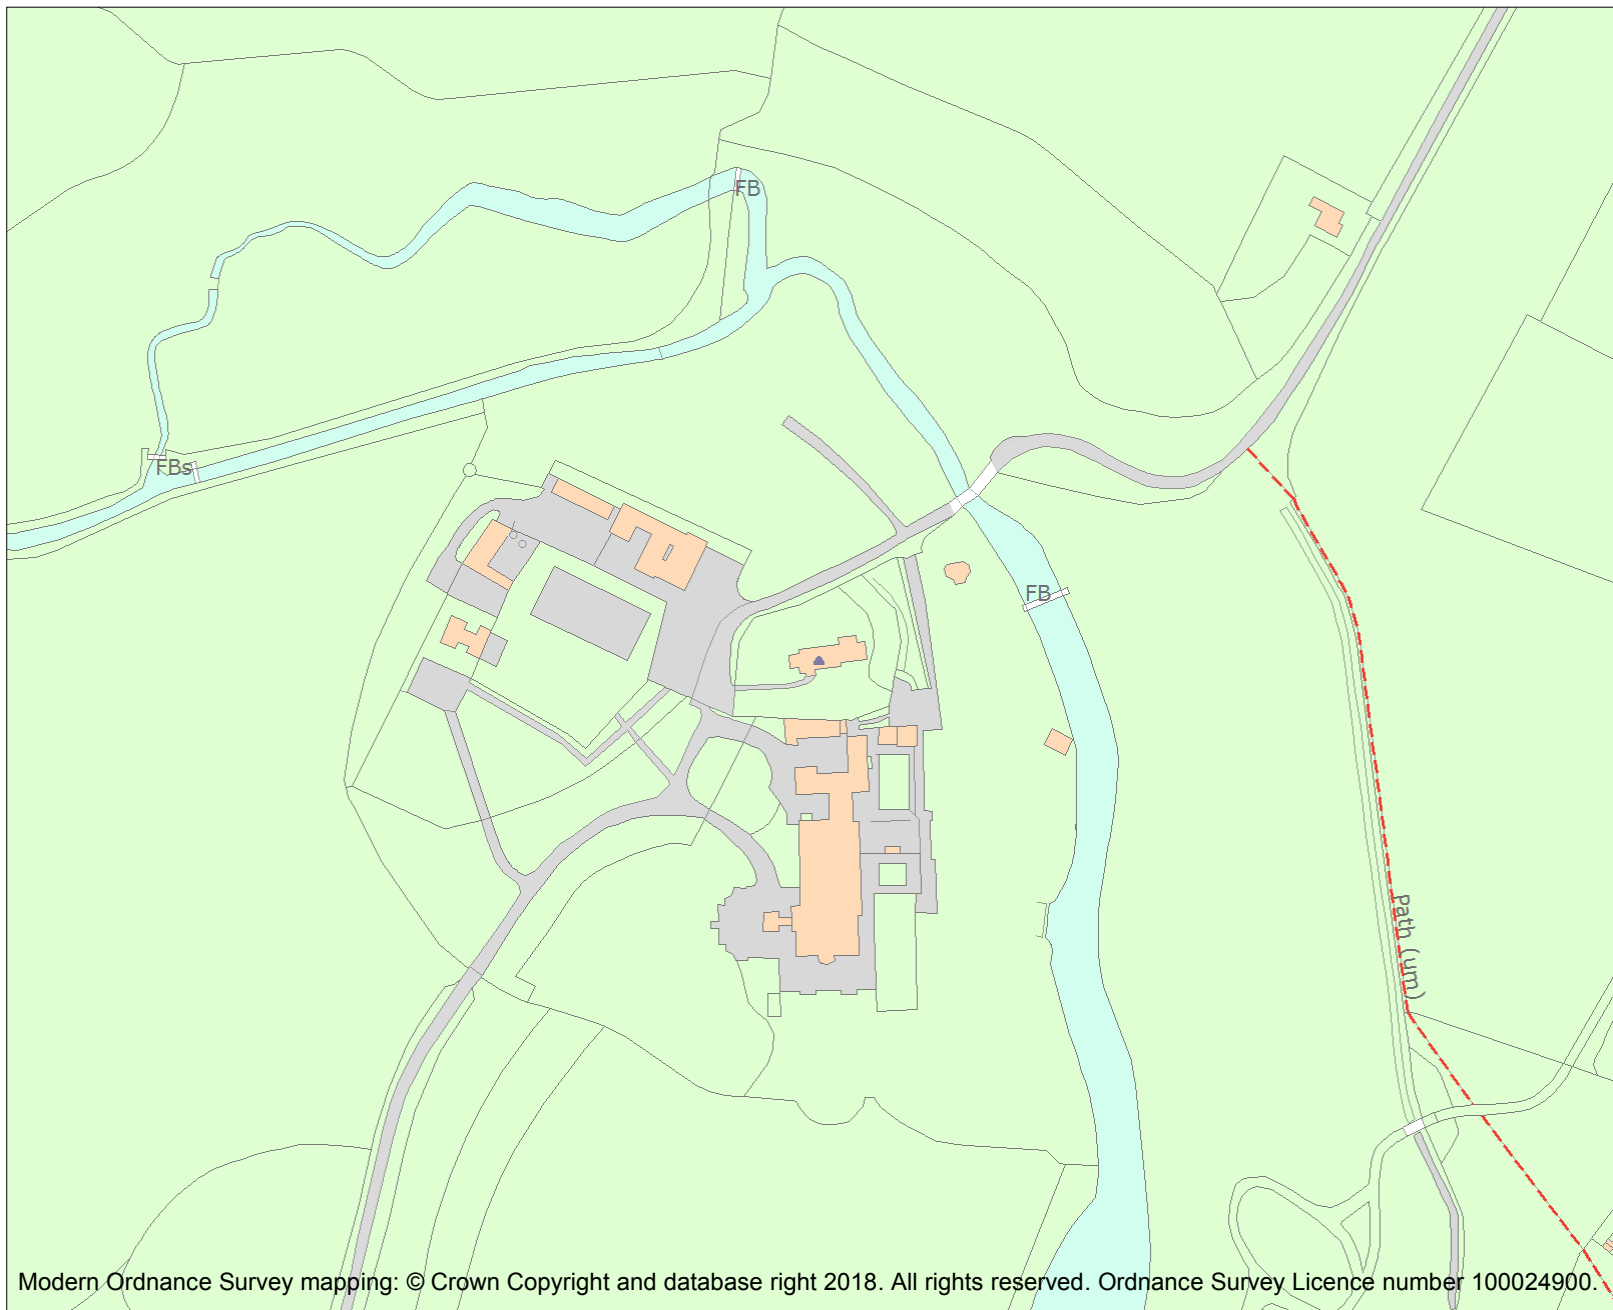 FB
FBs
FB
Path (um)
Modern Ordnance Survey mapping: © Crown Copyright and database right 2018. All rights reserved. Ordnance Survey Licence number 100024900.